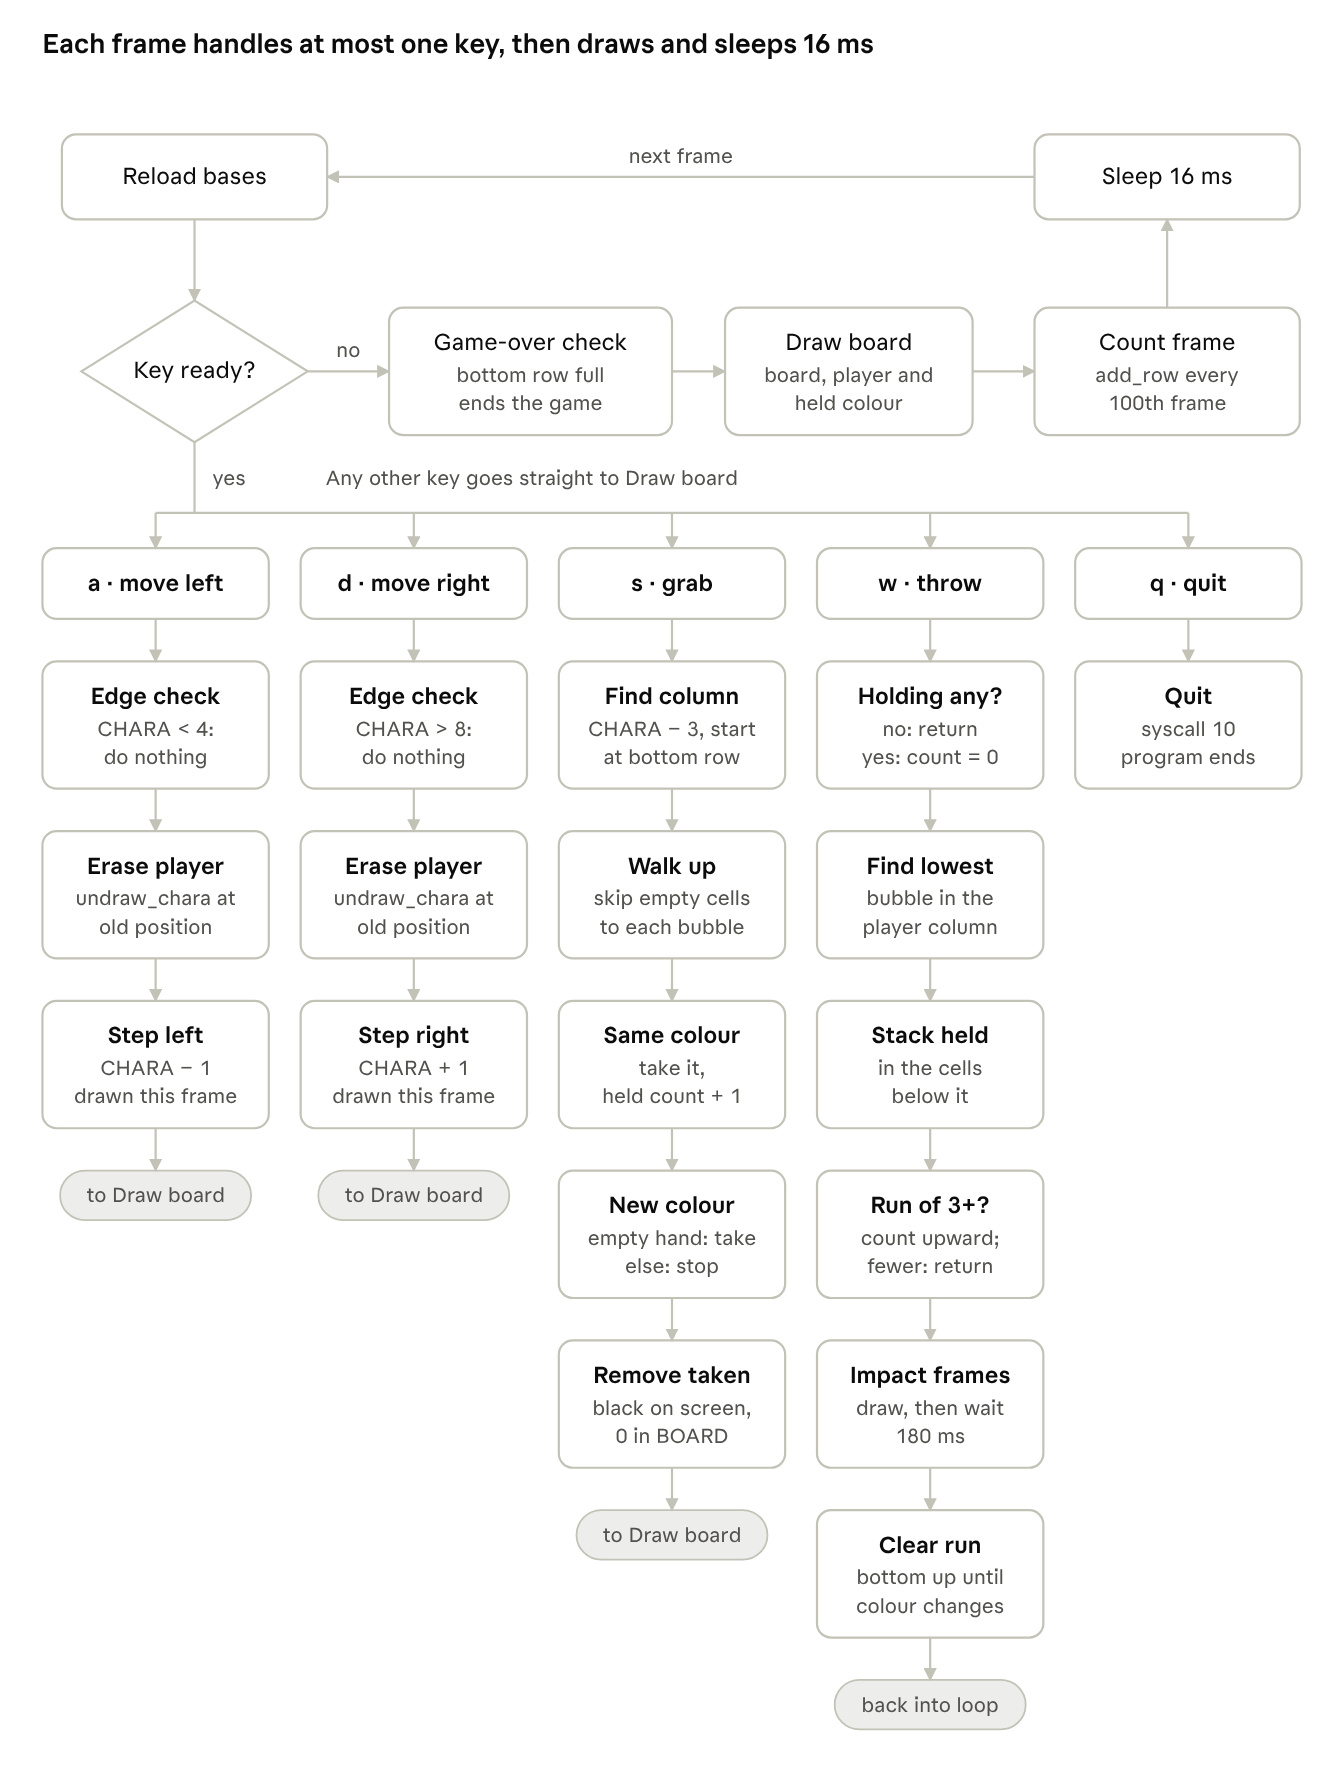 Each frame handles at most one key, then draws and sleeps 16 ms
Reload bases
next frame
Sleep 16 ms
Key ready?
no
Game-over check
bottom row full
ends the game
Draw board
board, player and
held colour
Count frame
add_row every
100th frame
yes
Any other key goes straight to Draw board
a · move left
d · move right
s · grab
w · throw
q · quit
Edge check
CHARA < 4:
do nothing
Edge check
CHARA > 8:
do nothing
Find column
CHARA − 3, start
at bottom row
Holding any?
no: return
yes: count = 0
Quit
syscall 10
program ends
Erase player
undraw_chara at
old position
Erase player
undraw_chara at
old position
Walk up
skip empty cells
to each bubble
Find lowest
bubble in the
player column
Step left
CHARA − 1
drawn this frame
Step right
CHARA + 1
drawn this frame
Same colour
take it,
held count + 1
Stack held
in the cells
below it
to Draw board
to Draw board
New colour
empty hand: take
else: stop
Run of 3+?
count upward;
fewer: return
Remove taken
black on screen,
0 in BOARD
Impact frames
draw, then wait
180 ms
to Draw board
Clear run
bottom up until
colour changes
back into loop